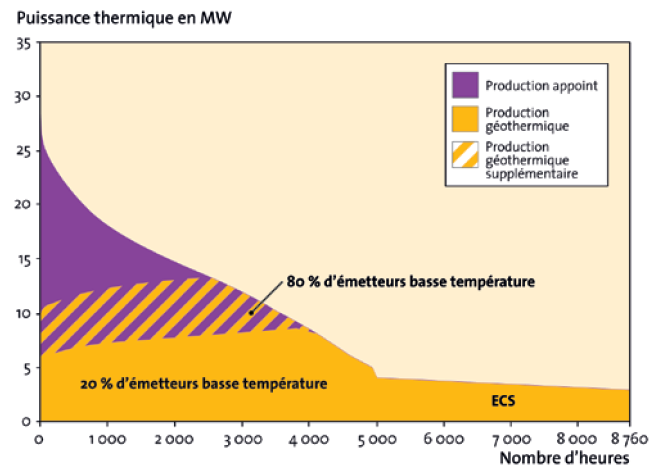 Puissance thermique en MW
35
30
25
20
15
10
5
0
Production appoint
Production
géothermique
Production
géothermique
supplémentaire
80 % d'émetteurs basse température
20 % d'émetteurs basse température
ECS
0 1 000 2 000 3 000 4 000 5 000 6 000 7 000 8 000 8 760
Nombre d'heures